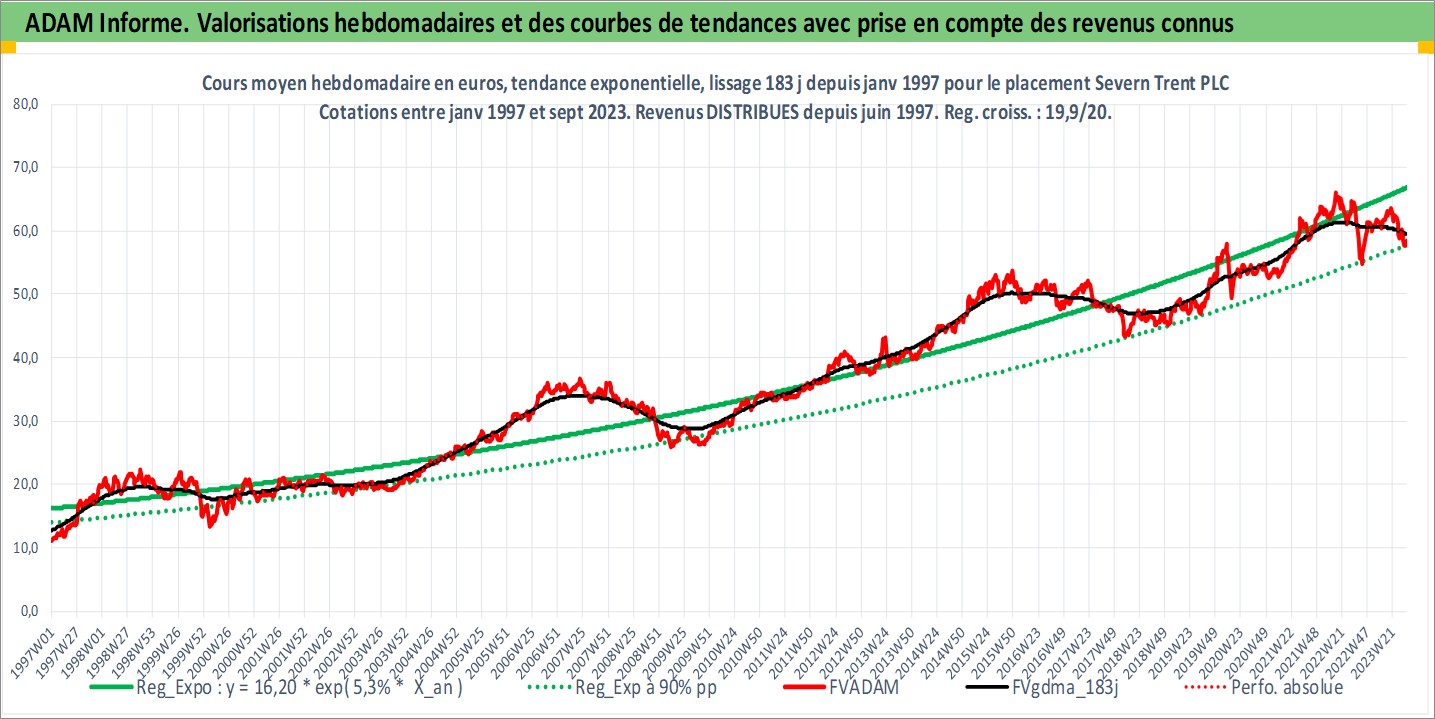 ADAM Informe. Valorisations hebdomadaires et des courbes de tendances avec prise en compte des revenus connus
Cours moyen hebdomadaire en euros, tendance exponentielle, lissage 183 j depuis janv 1997 pour le placement Severn Trent PLC
Cotations entre janv 1997 et sept 2023. Revenus DISTRIBUES depuis juin 1997. Reg. croiss. : 19,9/20.
80,0
70,0
60,0
50,0
40,0
30,0
20,0
10,0
0,0
1997W01 1997W27 1998W01 1998W27 1998W53 1999W26 1999W52 2000W26 2000W52 2001W26 2001W52 2002W26 2002W52 2003W26 2003W52 2004W26 2004W52 2005W25 2005W51 2006W25 2006W51 2007W25 2007W51 2008W25 2008W51 2009W25 2009W51 2010W24 2010W50 2011W24 2011W50 2012W24 2012W50 2013W24 2013W50 2014W24 2014W50 2015W24 2015W50 2016W23 2016W49 2017W23 2017W49 2018W23 2018W49 2019W23 2019W49 2020W23 2020W49 2021W22 2021W48 2022W21 2022W47 2023W21
Reg_Expo : y = 16,20 * exp( 5,3% * X_an ) Reg_Exp à 90% pp FVADAM FVgdma_183j Perfo. absolue